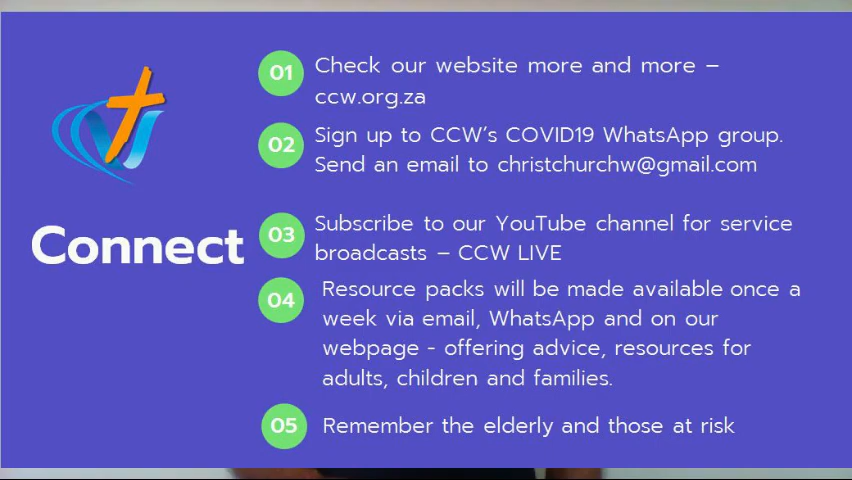 Connect
01
Check our website more and more –
ccw.org.za
02
Sign up to CCW's COVID19 WhatsApp group.
Send an email to christchurchw@gmail.com
03
Subscribe to our YouTube channel for service
broadcasts – CCW LIVE
04
Resource packs will be made available once a
week via email, WhatsApp and on our
webpage - offering advice, resources for
adults, children and families.
05
Remember the elderly and those at risk